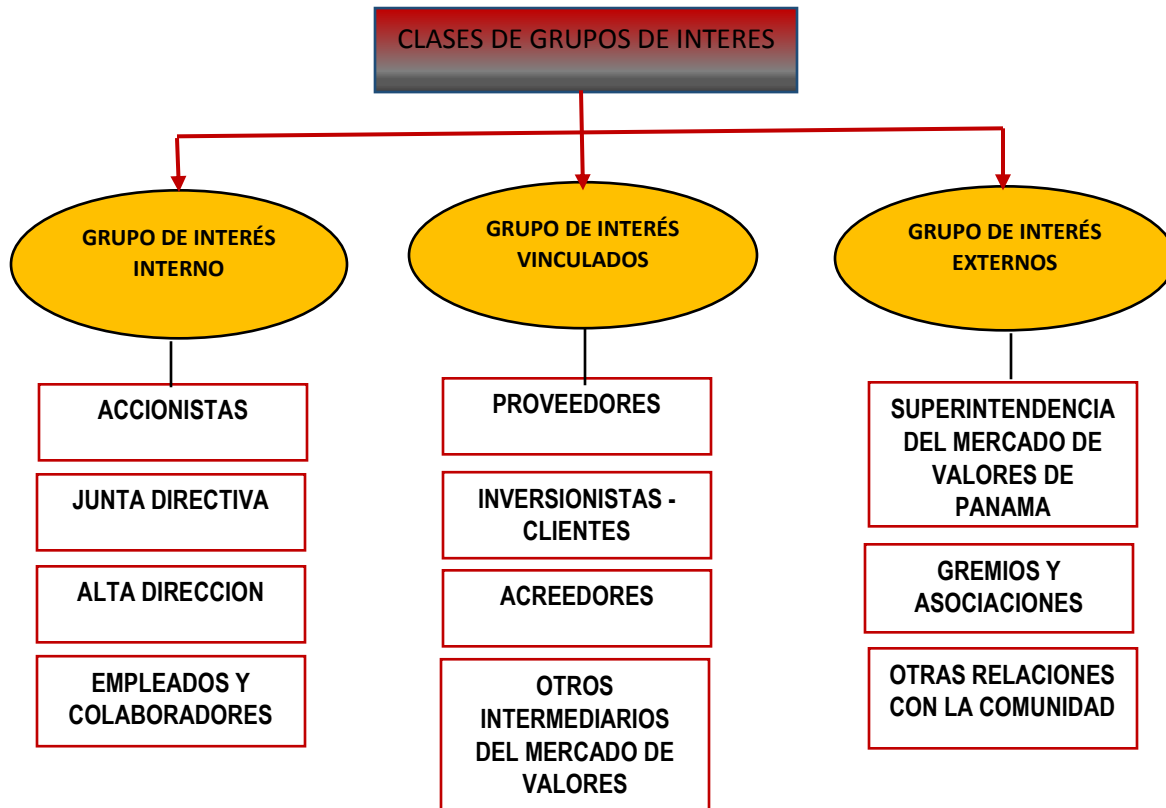 CLASES DE GRUPOS DE INTERES
GRUPO DE INTERÉS
INTERNO
ACCIONISTAS
JUNTA DIRECTIVA
ALTA DIRECCION
EMPLEADOS Y
COLABORADORES
GRUPO DE INTERÉS
VINCULADOS
PROVEEDORES
INVERSIONISTAS -
CLIENTES
ACREEDORES
OTROS
INTERMEDIARIOS
DEL MERCADO DE
VALORES
GRUPO DE INTERÉS
EXTERNOS
SUPERINTENDENCIA
DEL MERCADO DE
VALORES DE
PANAMA
GREMIOS Y
ASOCIACIONES
OTRAS RELACIONES
CON LA COMUNIDAD